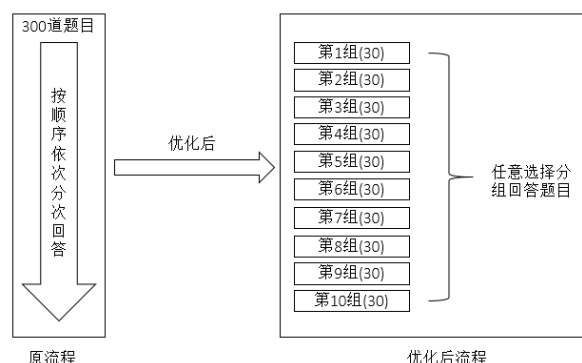 300道题目
按顺序依次分次回答
优化后
第1组(30)
第2组(30)
第3组(30)
第4组(30)
第5组(30)
第6组(30)
第7组(30)
第8组(30)
第9组(30)
第10组(30)
任意选择分
组回答题目
原流程
优化后流程